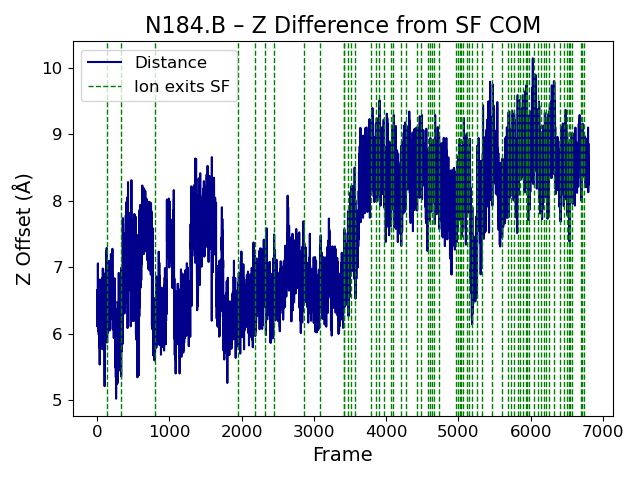 N184.B – Z Difference from SF COM
Distance
Ion exits SF
Z Offset (Å)
10
9
8
7
6
5
0 1000 2000 3000 4000 5000 6000 7000
Frame